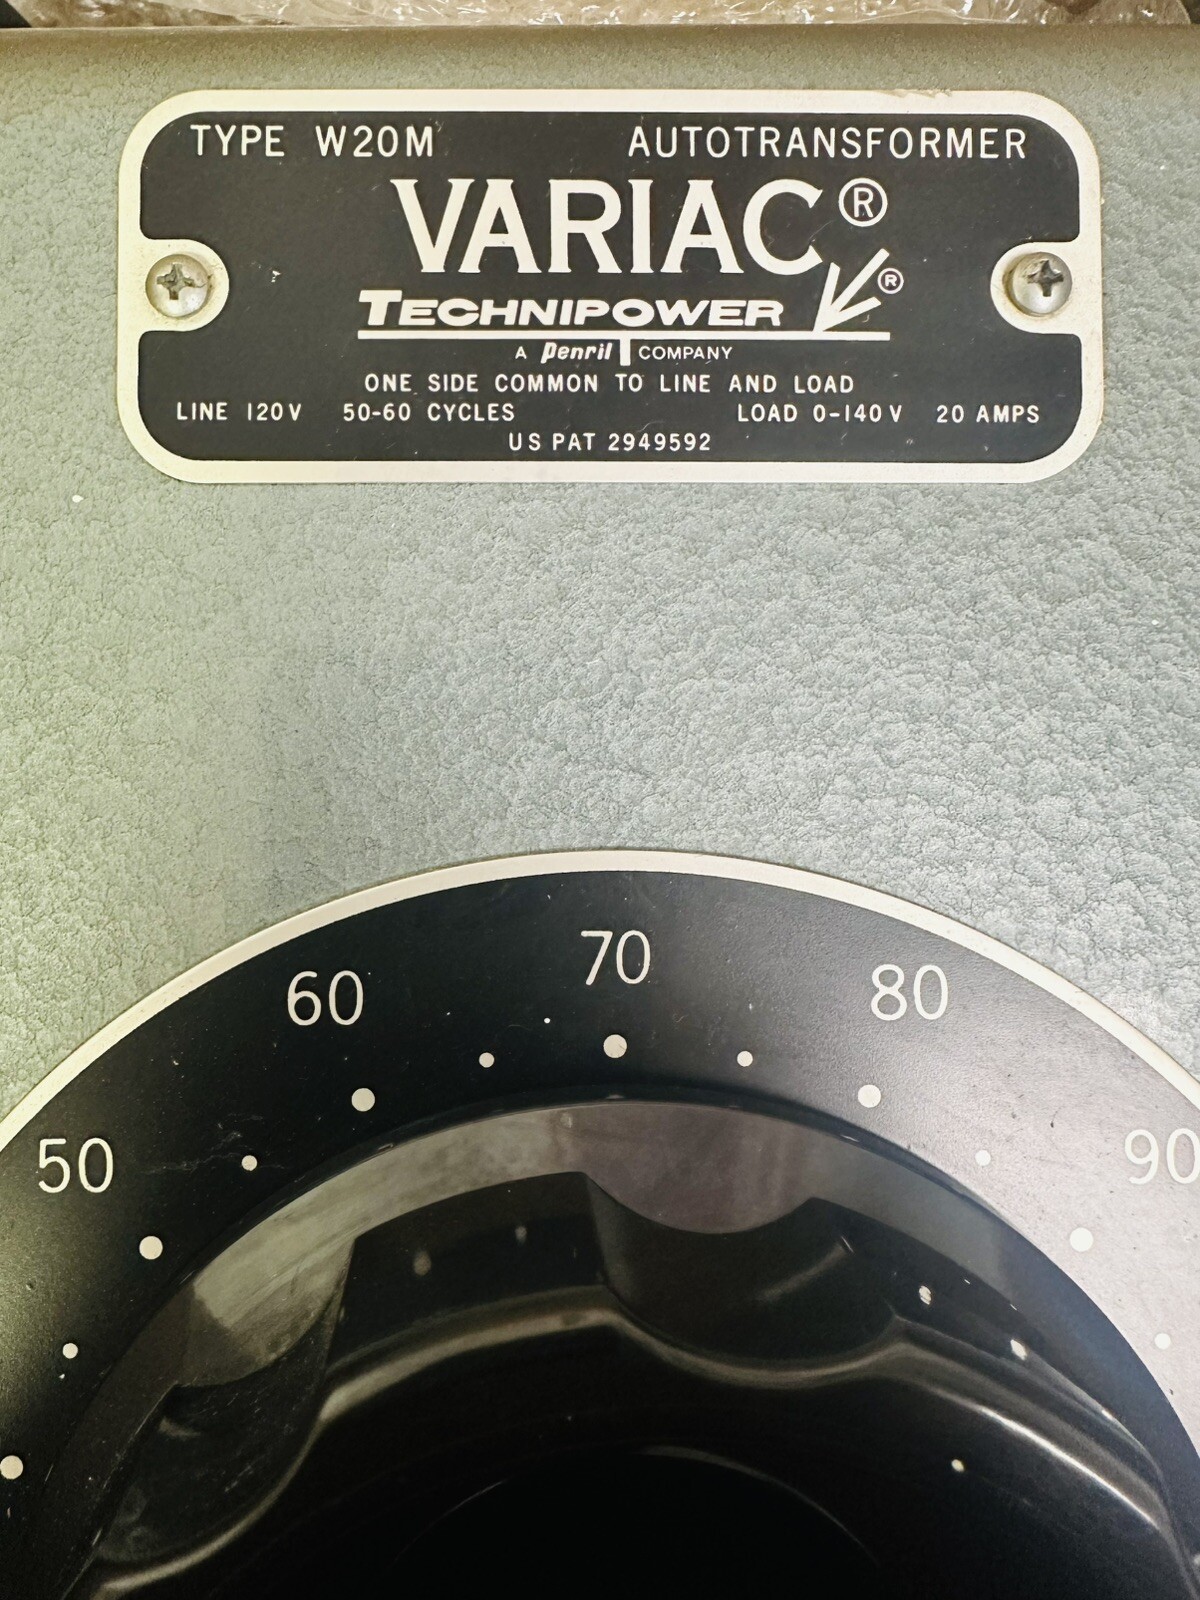 TYPE W20M AUTOTRANSFORMER
VARIAC®
TECHNIPOWER ®
A Penril COMPANY
ONE SIDE COMMON TO LINE AND LOAD
LINE 120V 50-60 CYCLES LOAD 0-140V 20 AMPS
US PAT 2949592
50 60 70 80 90